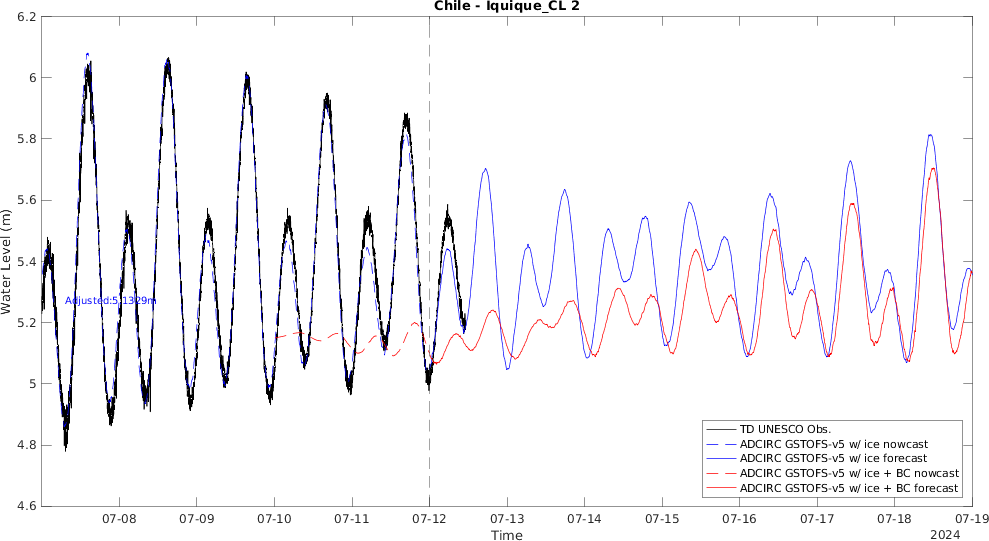 Chile - Iquique_CL 2
6.2
6
5.8
5.6
5.4
5.2
5
4.8
4.6
Water Level (m)
Adjusted:5.1329m
TD UNESCO Obs.
ADCIRC GSTOFS-v5 w/ ice nowcast
ADCIRC GSTOFS-v5 w/ ice forecast
ADCIRC GSTOFS-v5 w/ ice + BC nowcast
ADCIRC GSTOFS-v5 w/ ice + BC forecast
07-08 07-09 07-10 07-11 07-12 07-13 07-14 07-15 07-16 07-17 07-18 07-19
Time
2024